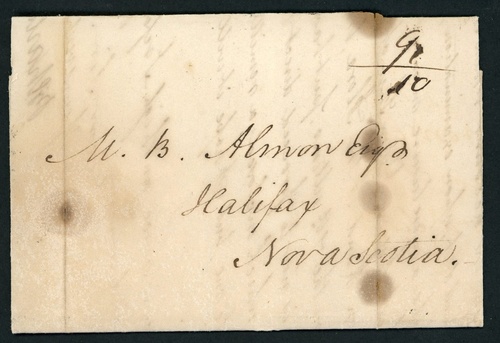 9
10
M. B. Almon Esqr.
Halifax
Nova Scotia.